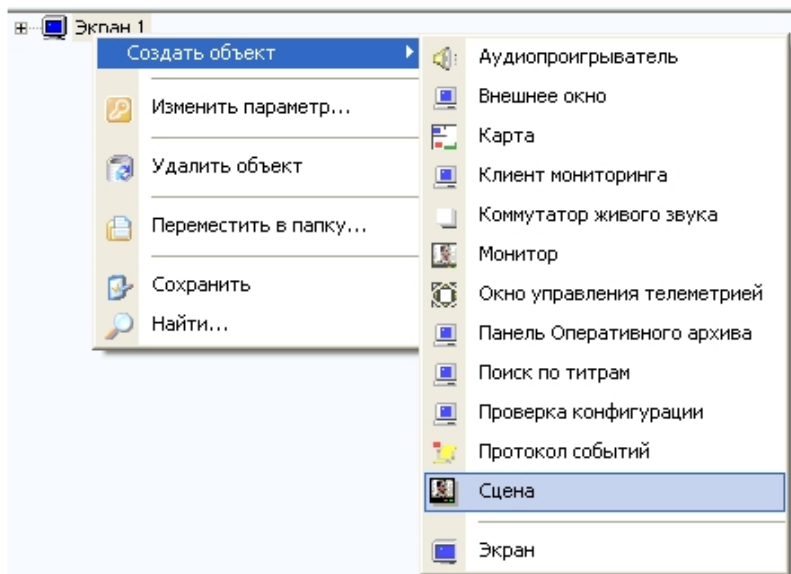 Экран 1
Создать объект
Изменить параметр...
Удалить объект
Переместить в папку...
Сохранить
Найти...
Аудиопроигрыватель
Внешнее окно
Карта
Клиент мониторинга
Коммутатор живого звука
Монитор
Окно управления телеметрией
Панель Оперативного архива
Поиск по титрам
Проверка конфигурации
Протокол событий
Сцена
Экран